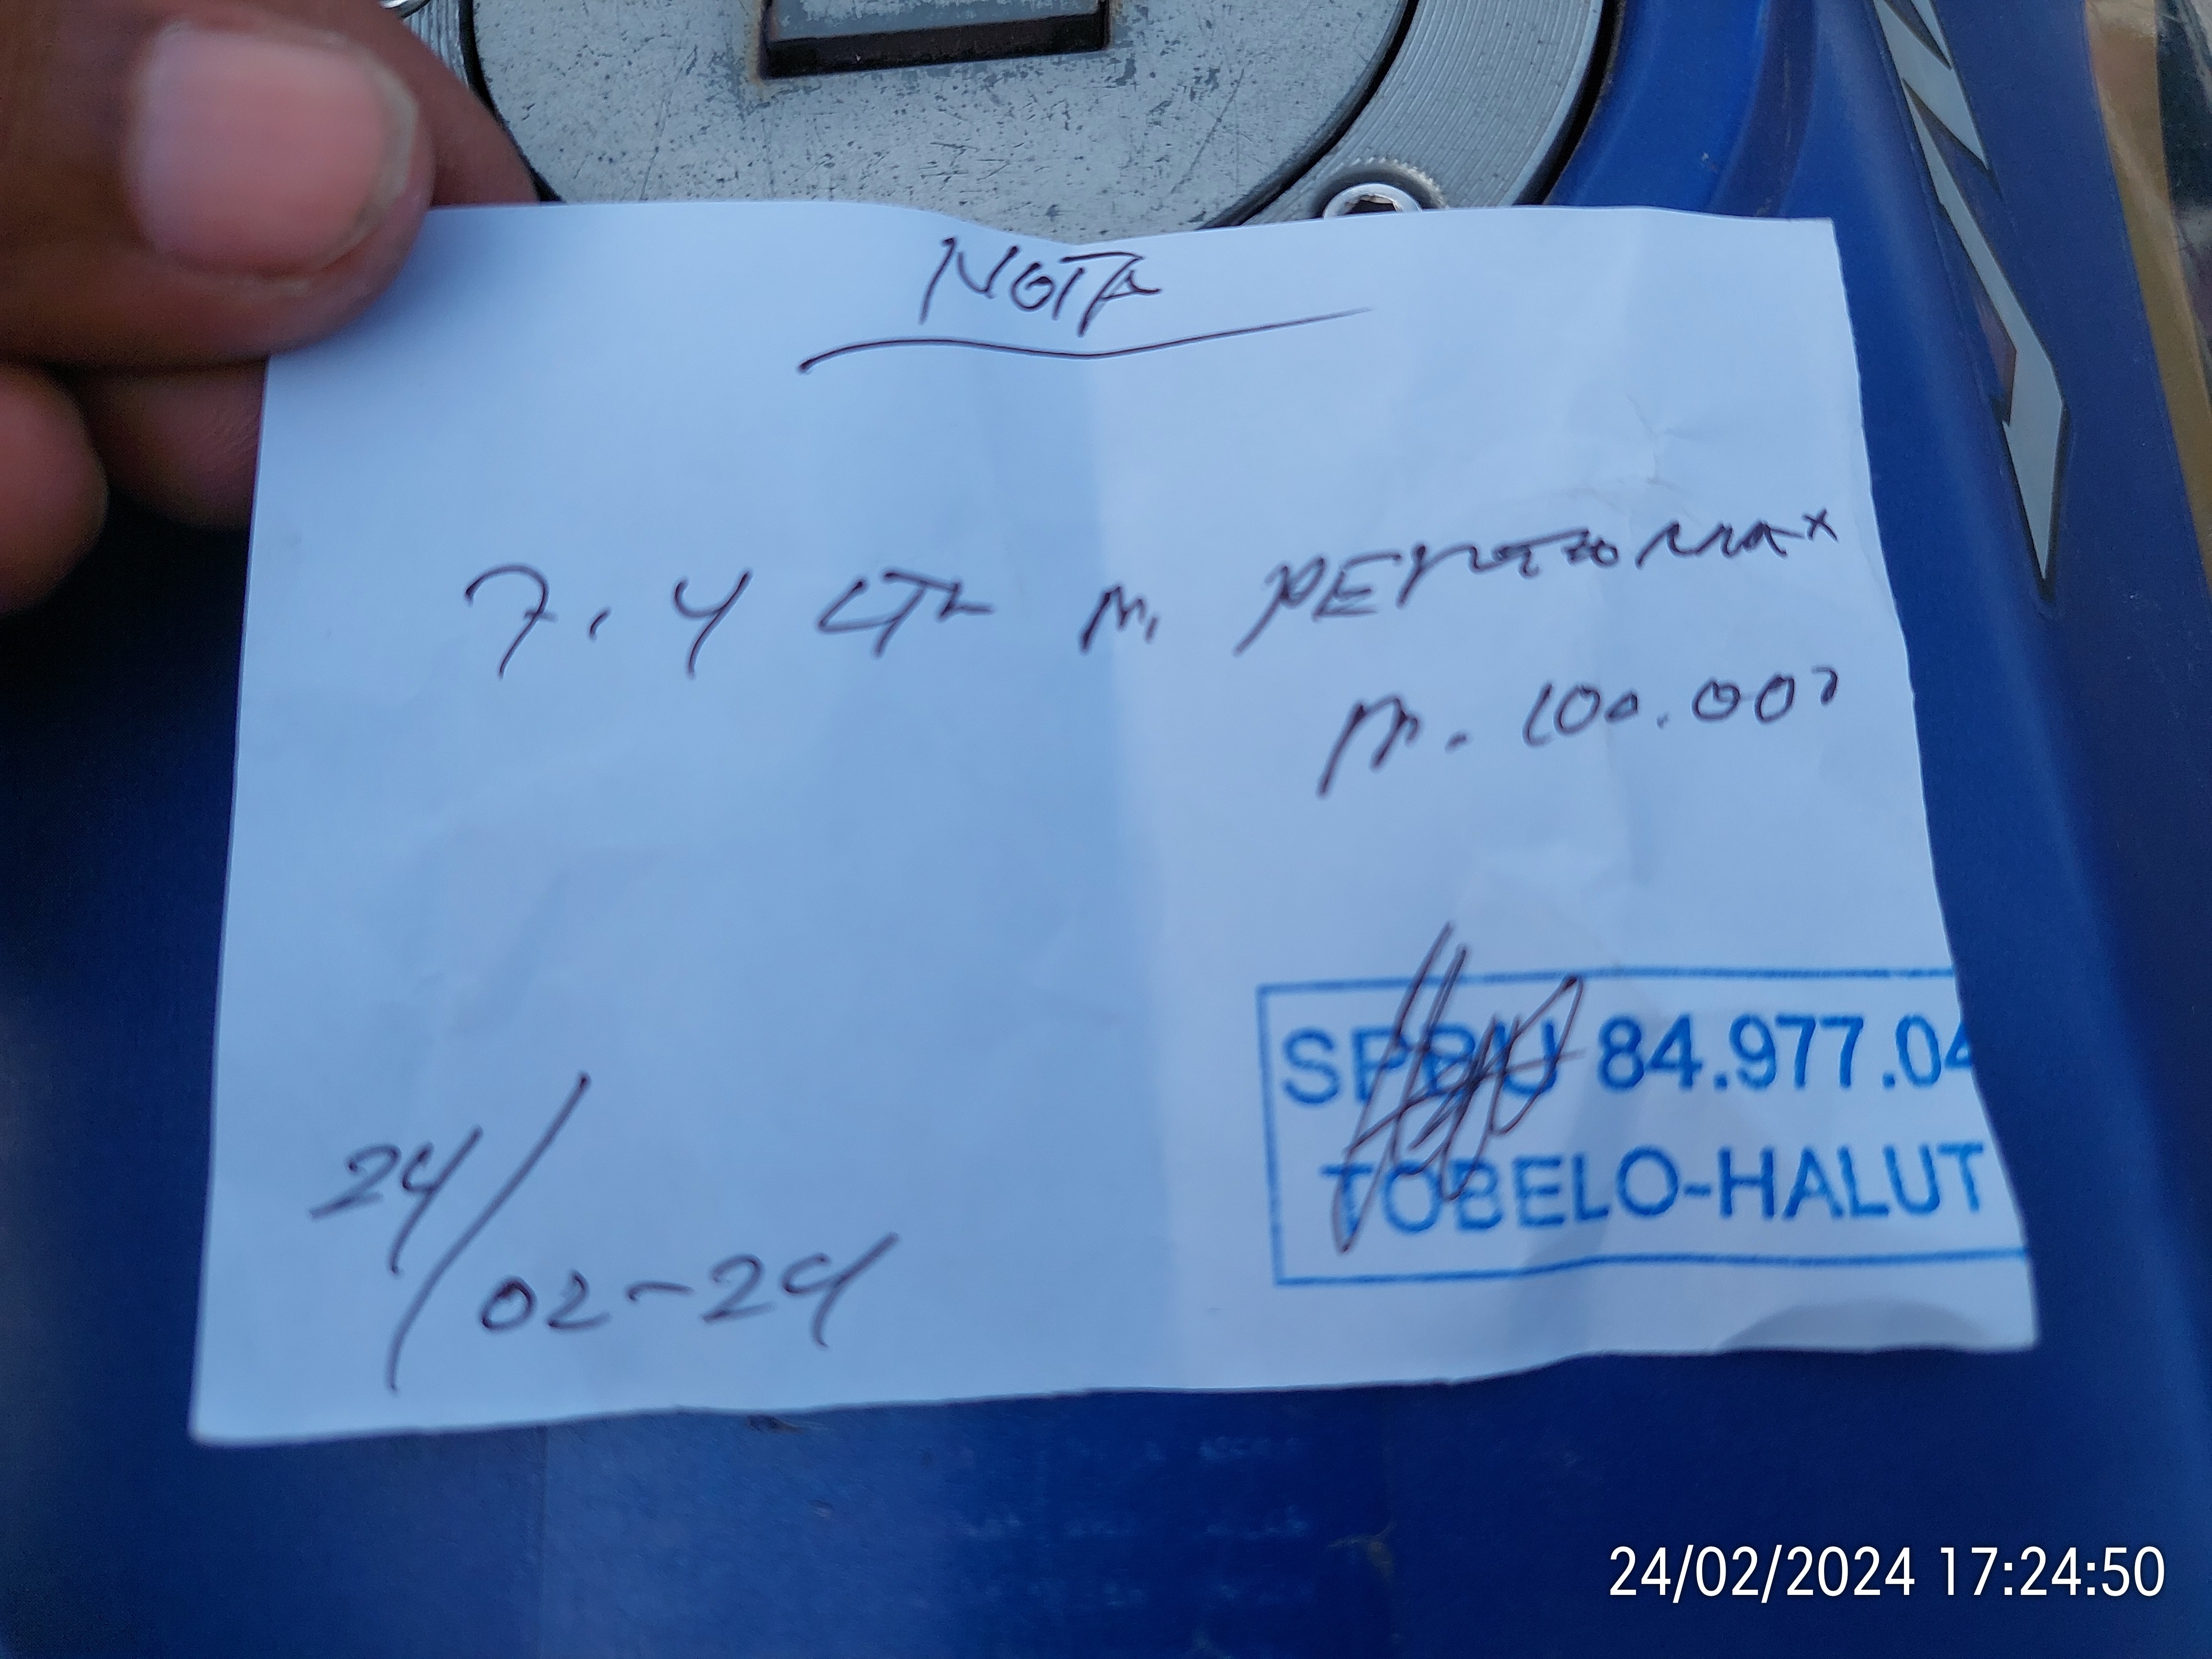 NOTA
7.4 LTR M. PERTAMAX
Rp. 100.000
SPBU 84.977.04
TOBELO-HALUT
24/02-24
24/02/2024 17:24:50